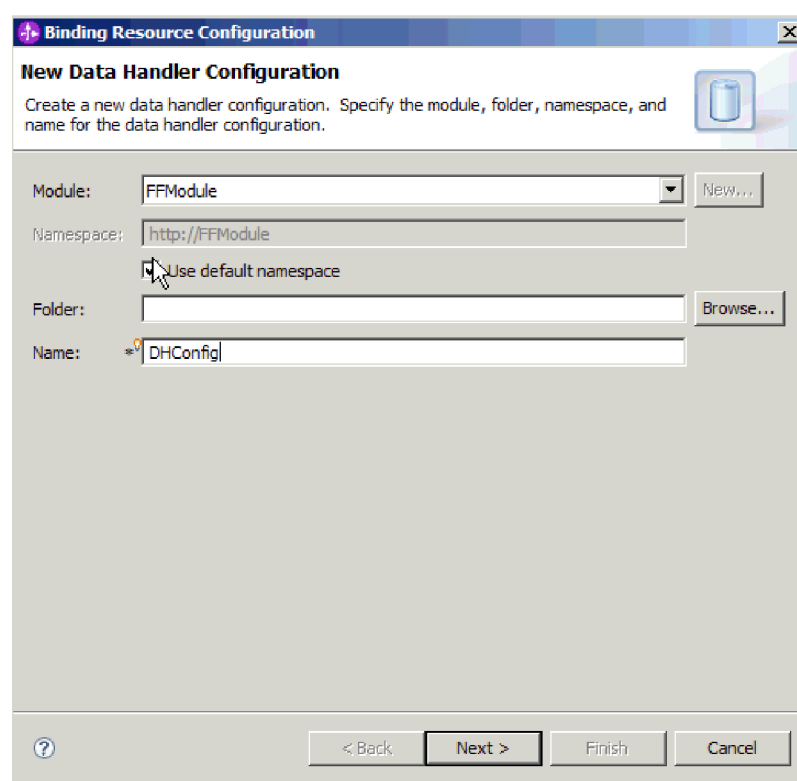 Binding Resource Configuration
New Data Handler Configuration
Create a new data handler configuration. Specify the module, folder, namespace, and
name for the data handler configuration.
Module: FFModule New...
Namespace: http://FFModule
Use default namespace
Folder: Browse...
Name: * DHConfig
< Back Next > Finish Cancel